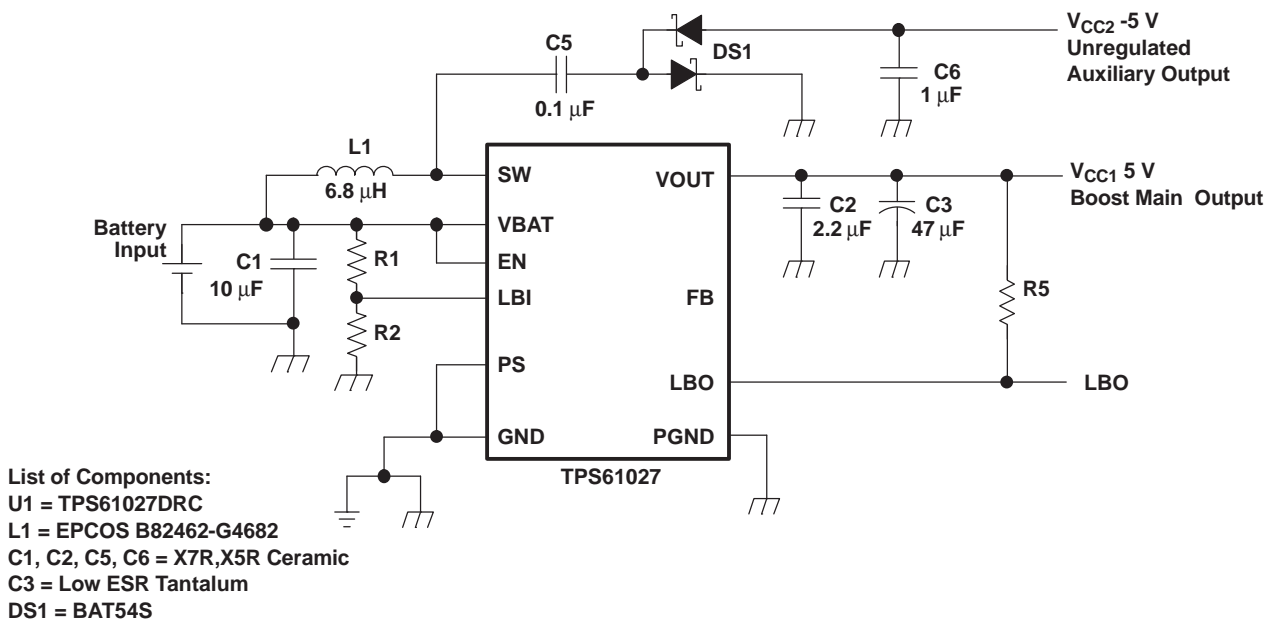 C5
0.1 μF
DS1
VCC2 -5 V
Unregulated
Auxiliary Output
C6
1 μF
L1
6.8 μH
SW
VOUT
VCC1 5 V
Boost Main Output
C2
2.2 μF
C3
47 μF
Battery
Input
C1
10 μF
R1
R2
VBAT
EN
LBI
FB
R5
PS
LBO
LBO
GND
PGND
TPS61027
List of Components:
U1 = TPS61027DRC
L1 = EPCOS B82462-G4682
C1, C2, C5, C6 = X7R,X5R Ceramic
C3 = Low ESR Tantalum
DS1 = BAT54S